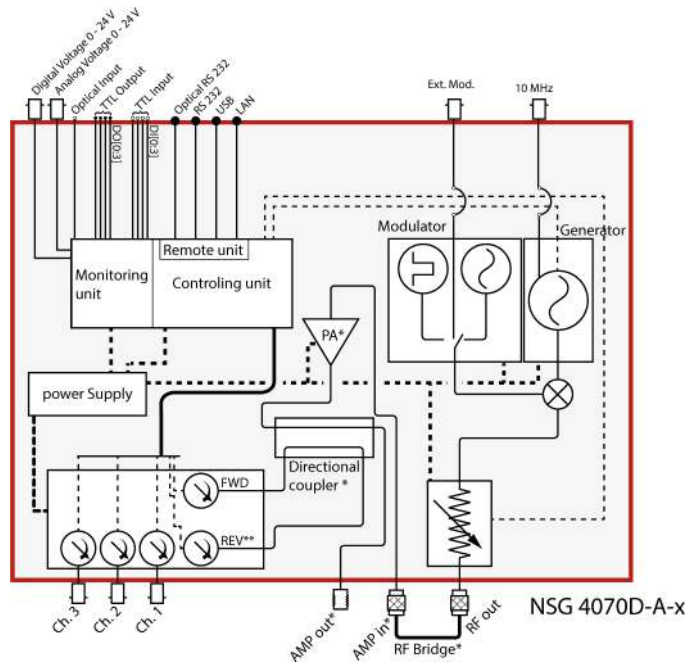 Digital Voltage 0 - 24 V
Analog Voltage 0 - 24 V
Optical Input
TTL Output
TTL Input
Optical RS 232
RS 232
USB
LAN
Ext. Mod.
10 MHz
DO[0:3]
DI[0:3]
Modulator
Generator
Remote unit
Monitoring
unit
Controling unit
PA*
power Supply
Directional
coupler *
FWD
REV**
Ch. 3
Ch. 2
Ch. 1
AMP out*
AMP in*
RF out
RF Bridge*
NSG 4070D-A-x